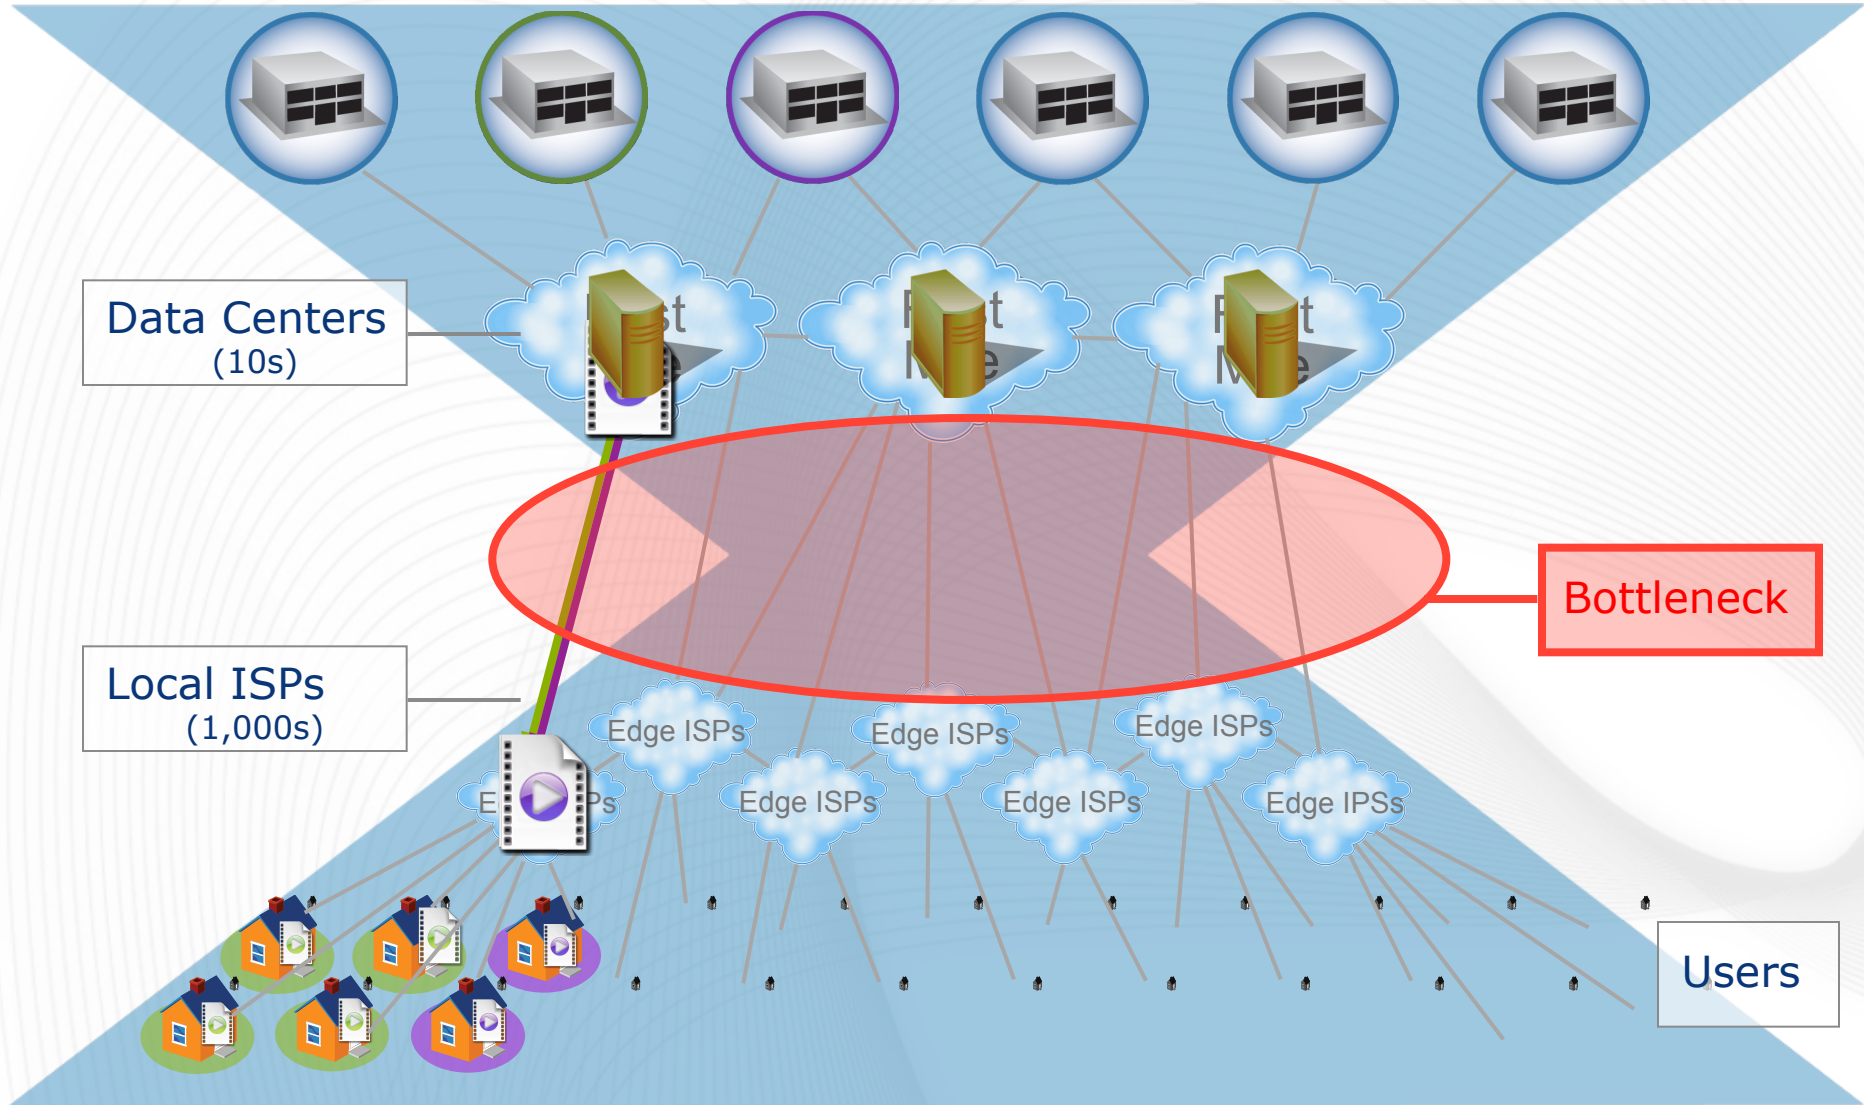 Data Centers
(10s)
Bottleneck
Local ISPs
(1,000s)
Edge ISPs
Edge ISPs
Edge ISPs
Edge ISPs
Edge ISPs
Edge IPSs
Users